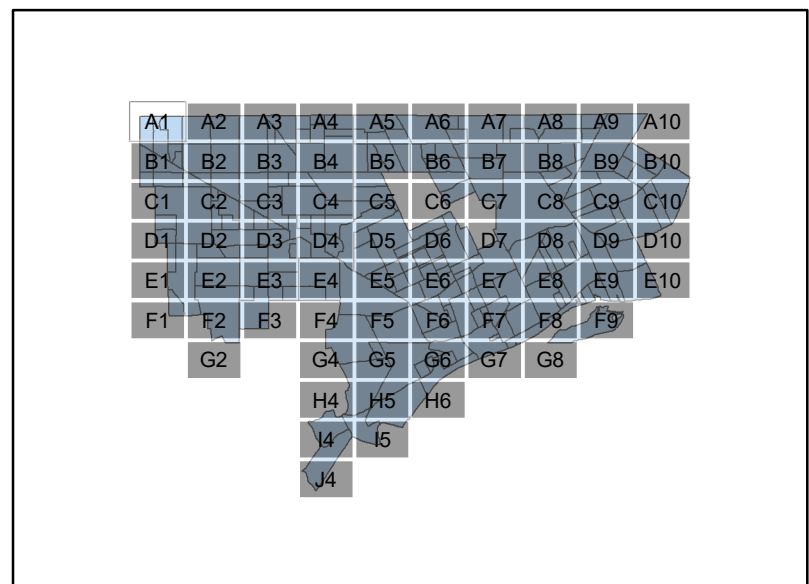 A1 A2 A3 A4 A5 A6 A7 A8 A9 A10
B1 B2 B3 B4 B5 B6 B7 B8 B9 B10
C1 C2 C3 C4 C5 C6 C7 C8 C9 C10
D1 D2 D3 D4 D5 D6 D7 D8 D9 D10
E1 E2 E3 E4 E5 E6 E7 E8 E9 E10
F1 F2 F3 F4 F5 F6 F7 F8 F9
G2 G4 G5 G6 G7 G8
H4 H5 H6
I4 I5
J4